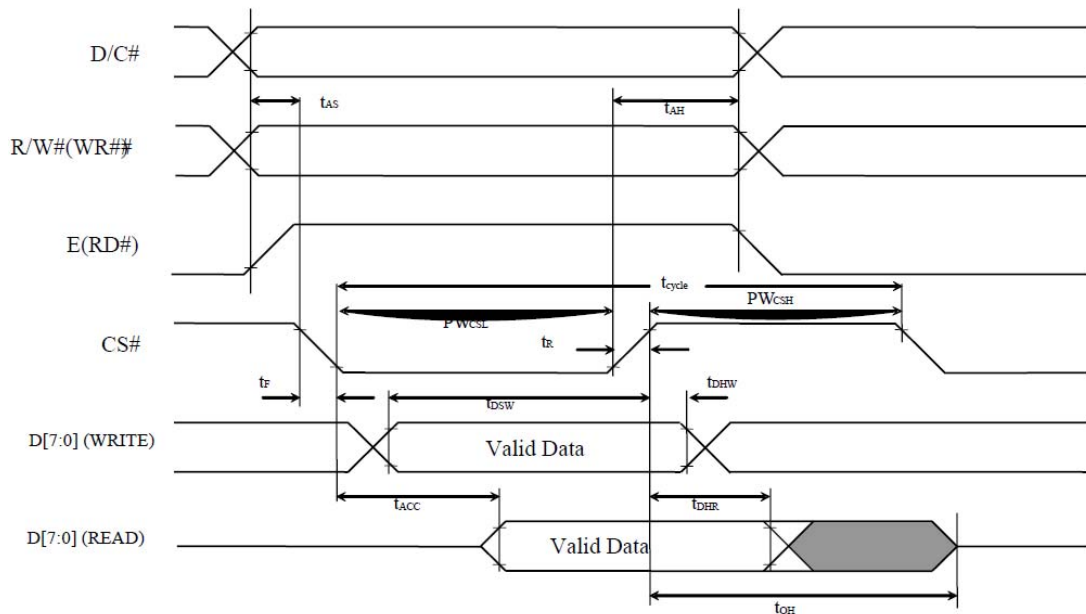 D/C#
tAS
tAH
R/W#(WR##)
E(RD#)
tcycle
PWCSL
PWCSH
CS#
tR
tF
tDSW
tDHW
D[7:0] (WRITE)
Valid Data
tACC
tDHR
D[7:0] (READ)
Valid Data
tOH